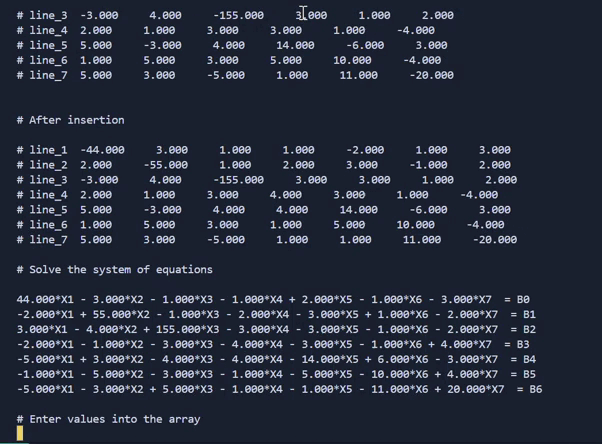 # line_3 -3.000 4.000 -155.000 3.000 1.000 2.000
# line_4 2.000 1.000 3.000 3.000 1.000 -4.000
# line_5 5.000 -3.000 4.000 14.000 -6.000 3.000
# line_6 1.000 5.000 3.000 5.000 10.000 -4.000
# line_7 5.000 3.000 -5.000 1.000 11.000 -20.000
# After insertion
# line_1 -44.000 3.000 1.000 1.000 -2.000 1.000 3.000
# line_2 2.000 -55.000 1.000 2.000 3.000 -1.000 2.000
# line_3 -3.000 4.000 -155.000 3.000 3.000 1.000 2.000
# line_4 2.000 1.000 3.000 4.000 3.000 1.000 -4.000
# line_5 5.000 -3.000 4.000 4.000 14.000 -6.000 3.000
# line_6 1.000 5.000 3.000 1.000 5.000 10.000 -4.000
# line_7 5.000 3.000 -5.000 1.000 1.000 11.000 -20.000
# Solve the system of equations
44.000*X1 - 3.000*X2 - 1.000*X3 - 1.000*X4 + 2.000*X5 - 1.000*X6 - 3.000*X7 = B0
-2.000*X1 + 55.000*X2 - 1.000*X3 - 2.000*X4 - 3.000*X5 + 1.000*X6 - 2.000*X7 = B1
3.000*X1 - 4.000*X2 + 155.000*X3 - 3.000*X4 - 3.000*X5 - 1.000*X6 - 2.000*X7 = B2
-2.000*X1 - 1.000*X2 - 3.000*X3 - 4.000*X4 - 3.000*X5 - 1.000*X6 + 4.000*X7 = B3
-5.000*X1 + 3.000*X2 - 4.000*X3 - 4.000*X4 - 14.000*X5 + 6.000*X6 - 3.000*X7 = B4
-1.000*X1 - 5.000*X2 - 3.000*X3 - 1.000*X4 - 5.000*X5 - 10.000*X6 + 4.000*X7 = B5
-5.000*X1 - 3.000*X2 + 5.000*X3 - 1.000*X4 - 1.000*X5 - 11.000*X6 + 20.000*X7 = B6
# Enter values into the array